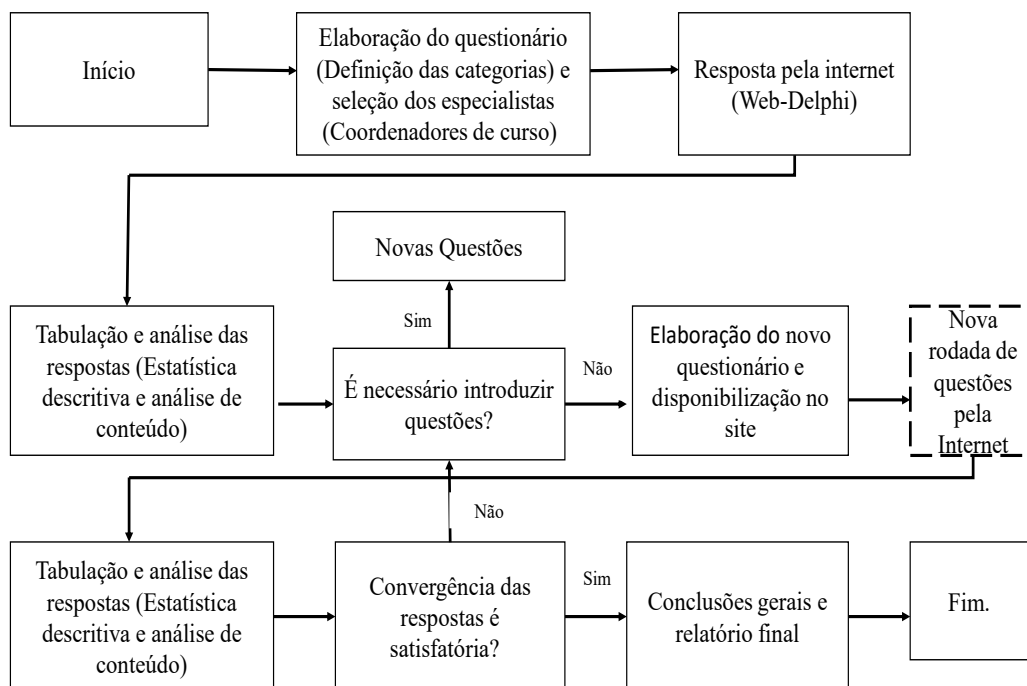 Início
Elaboração do questionário
(Definição das categorias) e
seleção dos especialistas
(Coordenadores de curso)
Resposta pela internet
(Web-Delphi)
Novas Questões
Sim
Tabulação e análise das
respostas (Estatística
descritiva e análise de
conteúdo)
É necessário introduzir
questões?
Não
Elaboração do novo
questionário e
disponibilização no
site
Nova
rodada de
questões
pela
Internet
Não
Tabulação e análise das
respostas (Estatística
descritiva e análise de
conteúdo)
Convergência das
respostas é
satisfatória?
Sim
Conclusões gerais e
relatório final
Fim.